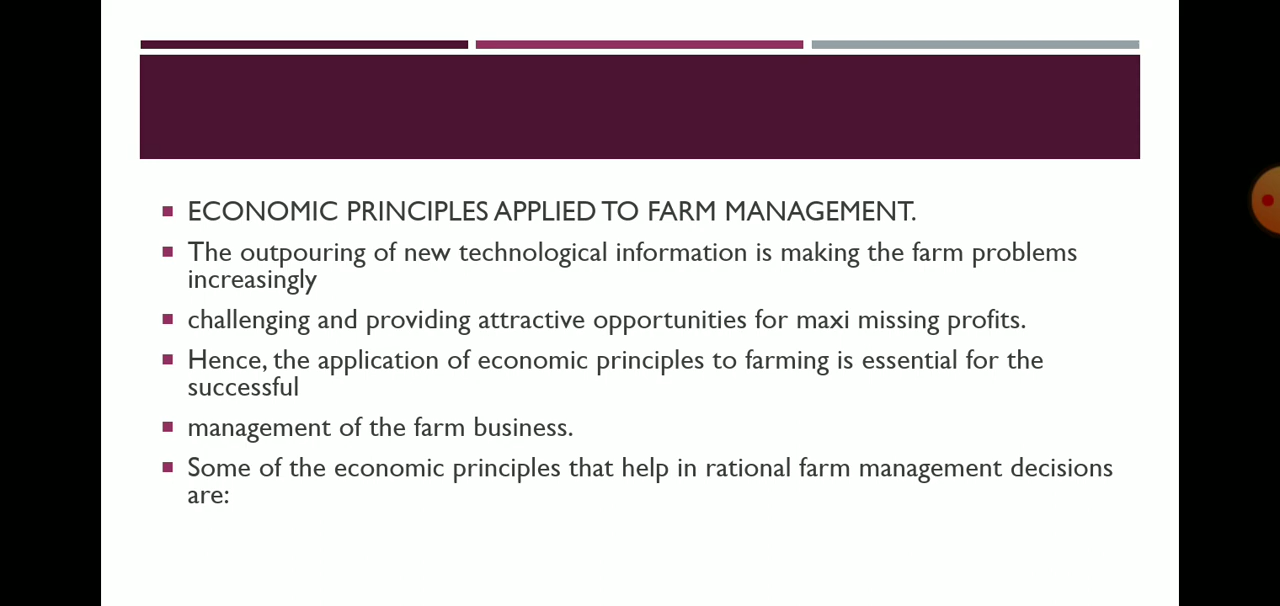 ECONOMIC PRINCIPLES APPLIED TO FARM MANAGEMENT.
The outpouring of new technological information is making the farm problems
increasingly
challenging and providing attractive opportunities for maxi missing profits.
Hence, the application of economic principles to farming is essential for the
successful
management of the farm business.
Some of the economic principles that help in rational farm management decisions
are: